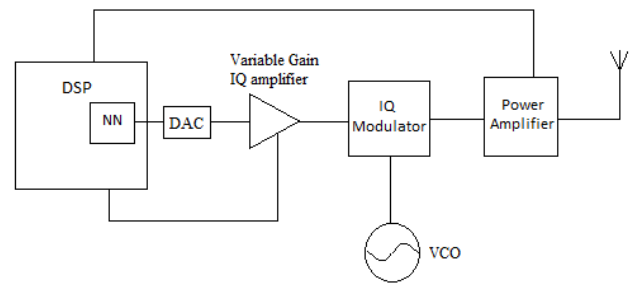 Variable Gain
IQ amplifier
DSP
NN
DAC
IQ
Modulator
Power
Amplifier
VCO